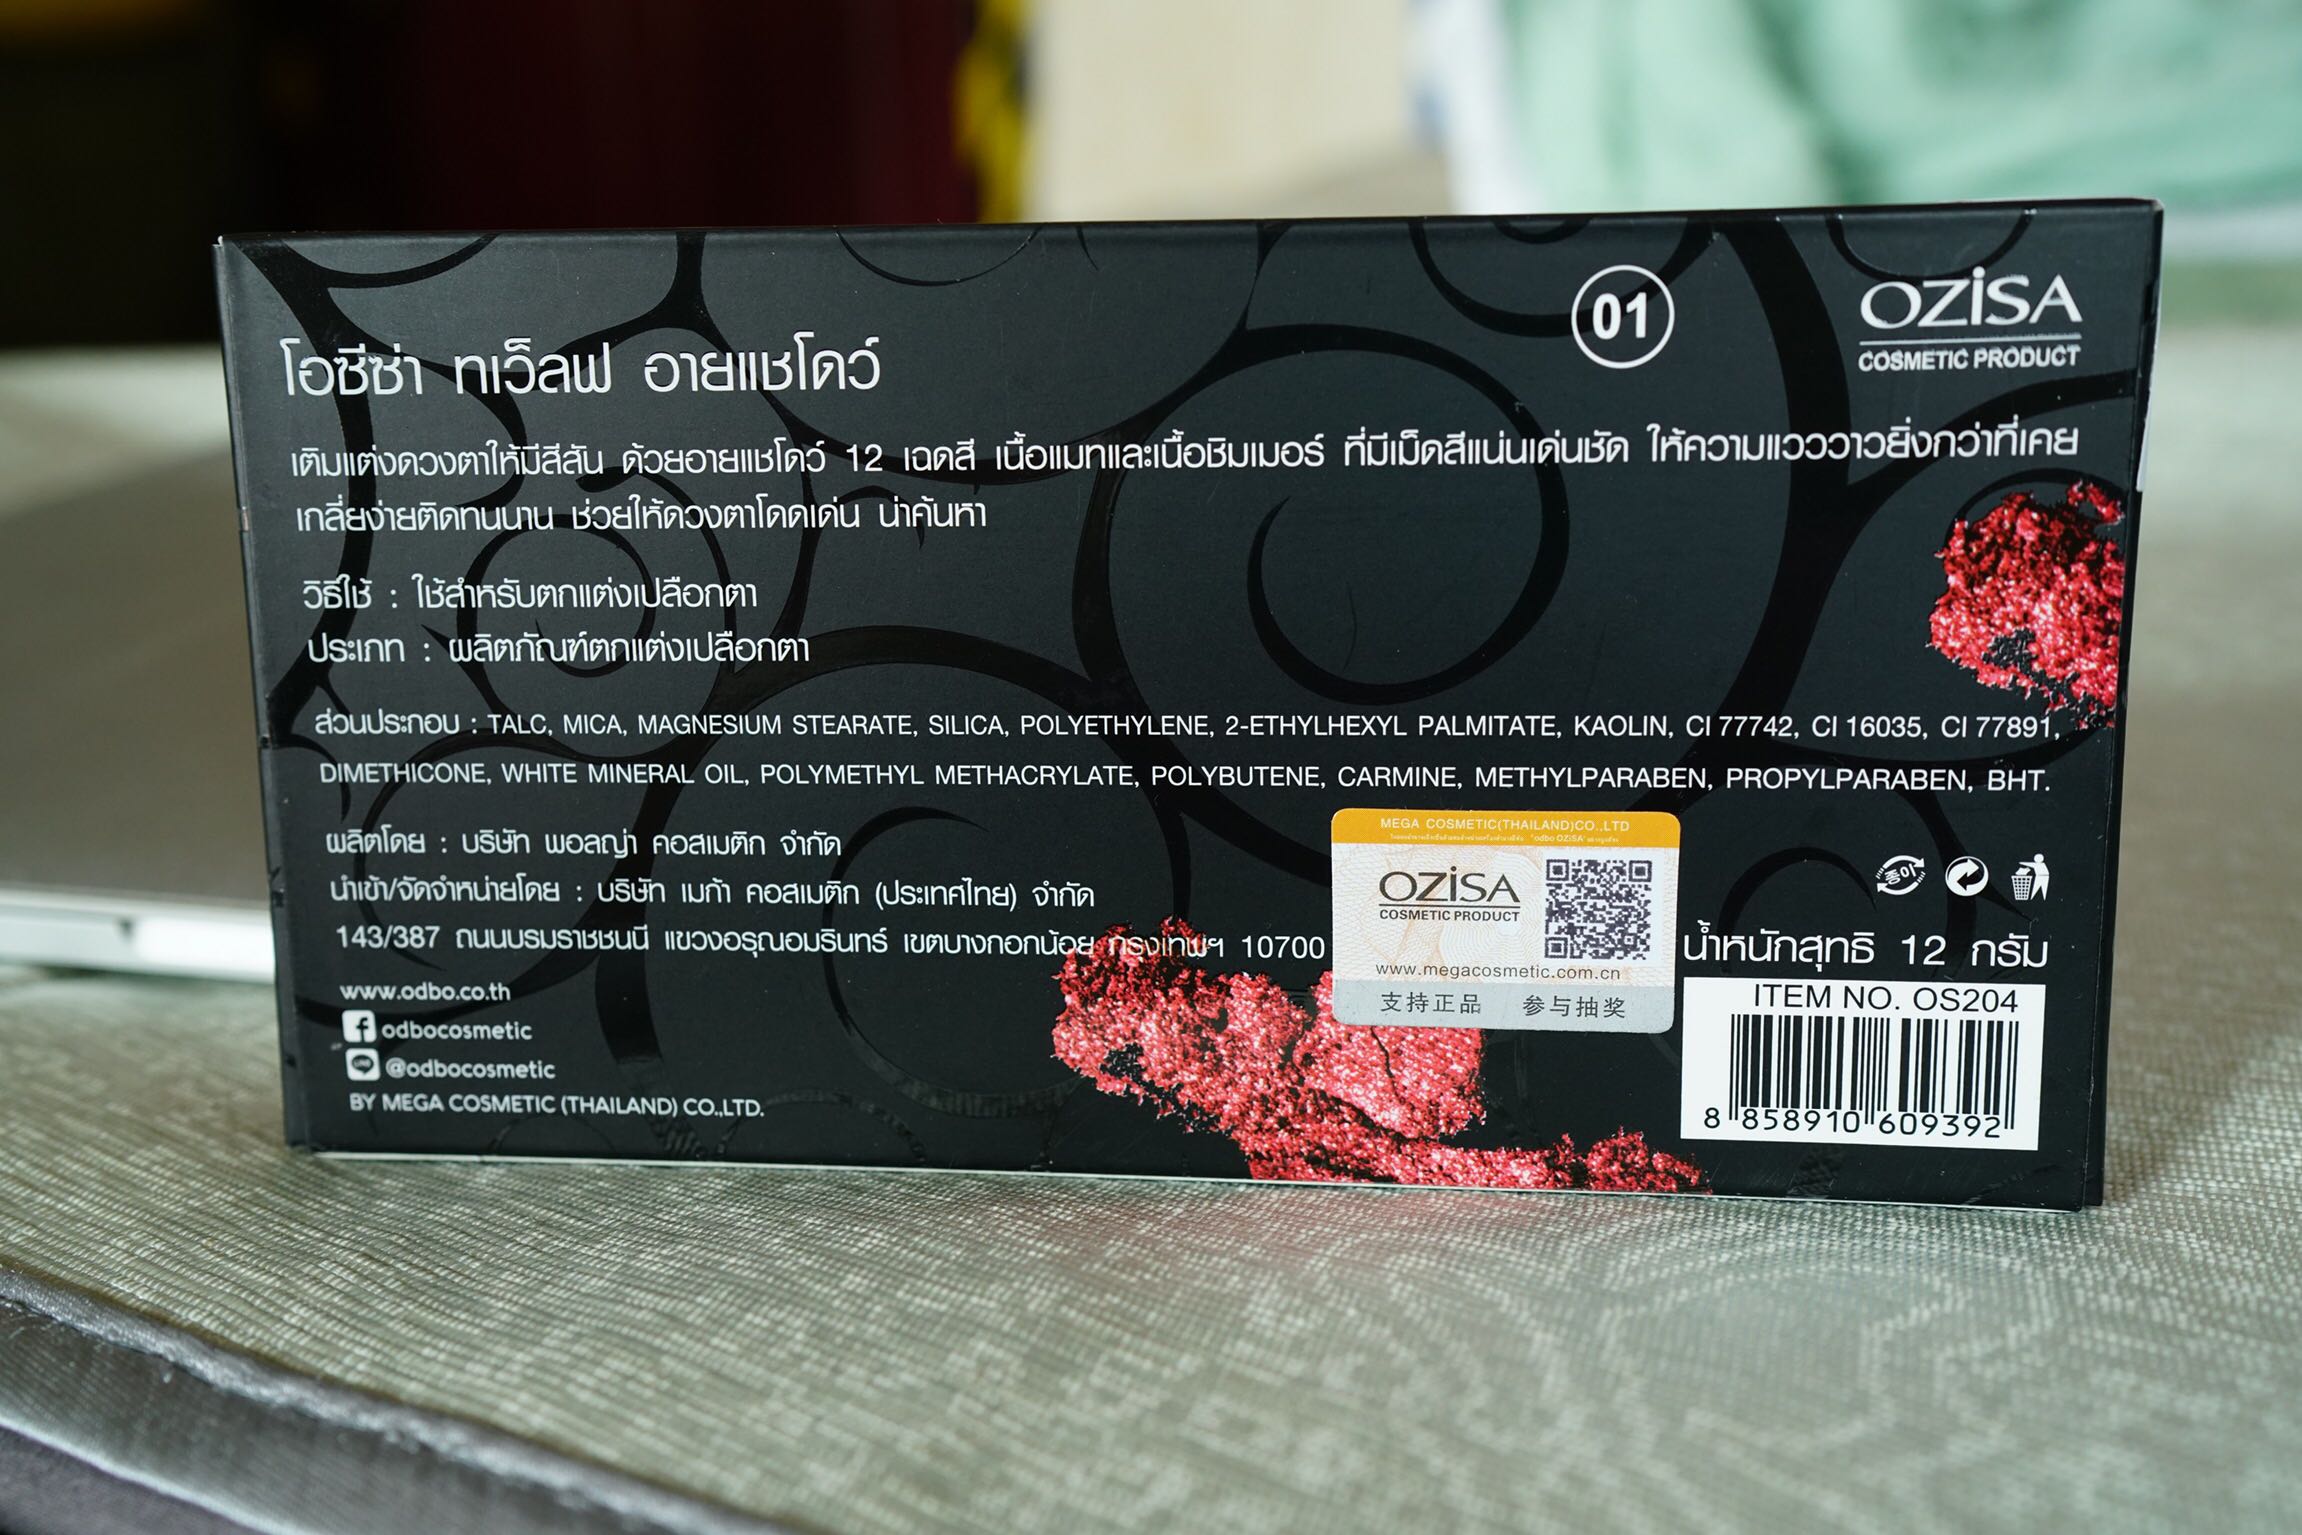 01
OZiSA
COSMETIC PRODUCT
โอซีซ่า ทเว็ลฟ อายแชโดว์
เติมแต่งดวงตาให้มีสีสัน ด้วยอายแชโดว์ 12 เฉดสี เนื้อแมทและเนื้อชิมเมอร์ ที่มีเม็ดสีแน่นเด่นชัด ให้ความแวววาวยิ่งกว่าที่เคย
เกลี่ยง่ายติดทนนาน ช่วยให้ดวงตาโดดเด่น น่าค้นหา
วิธีใช้ : ใช้สำหรับตกแต่งเปลือกตา
ประเภท : ผลิตภัณฑ์ตกแต่งเปลือกตา
ส่วนประกอบ : TALC, MICA, MAGNESIUM STEARATE, SILICA, POLYETHYLENE, 2-ETHYLHEXYL PALMITATE, KAOLIN, CI 77742, CI 16035, CI 77891,
DIMETHICONE, WHITE MINERAL OIL, POLYMETHYL METHACRYLATE, POLYBUTENE, CARMINE, METHYLPARABEN, PROPYLPARABEN, BHT.
ผลิตโดย : บริษัท พอลญ่า คอสเมติก จำกัด
นำเข้า/จัดจำหน่ายโดย : บริษัท เมก้า คอสเมติก (ประเทศไทย) จำกัด
143/387 ถนนบรมราชชนนี แขวงอรุณอมรินทร์ เขตบางกอกน้อย กรุงเทพฯ 10700
www.odbo.co.th
odbocosmetic
@odbocosmetic
BY MEGA COSMETIC (THAILAND) CO.,LTD.
MEGA COSMETIC(THAILAND)CO.,LTD
"odbo OZiSA"
OZiSA
COSMETIC PRODUCT
www.megacosmetic.com.cn
支持正品 参与抽奖
종이
น้ำหนักสุทธิ 12 กรัม
ITEM NO. OS204
8 858910 609392